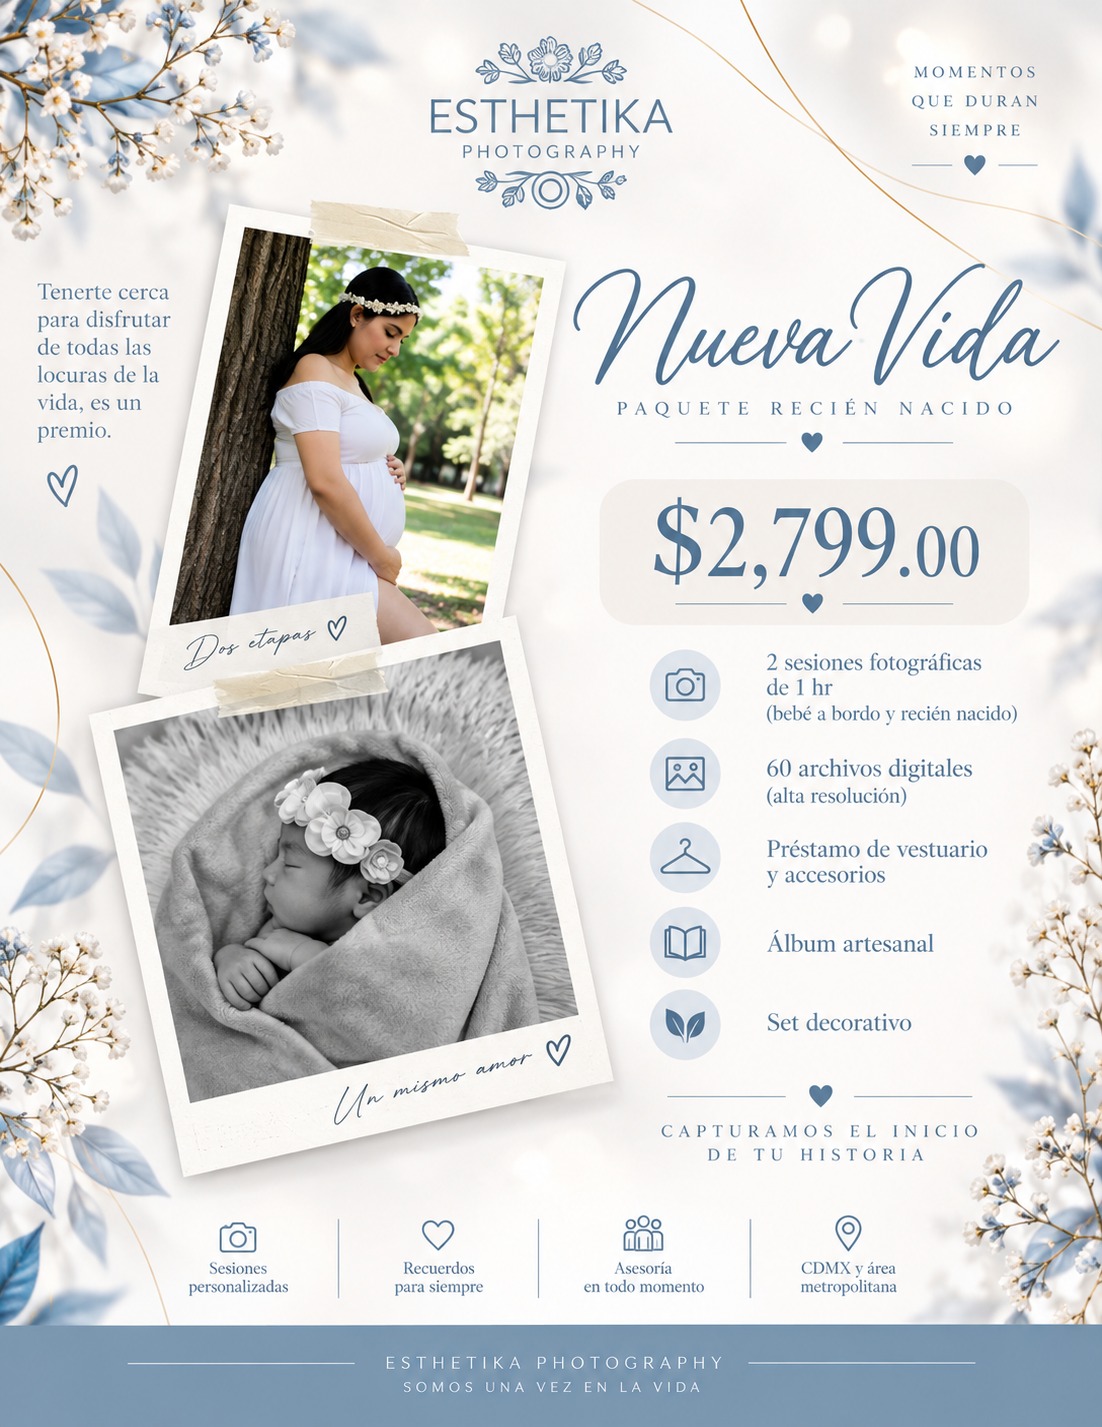 ESTHETIKA
PHOTOGRAPHY
MOMENTOS
QUE DURAN
SIEMPRE
Tenerte cerca
para disfrutar
de todas las
locuras de la
vida, es un
premio.
Dos etapas
Un mismo amor
Nueva Vida
PAQUETE RECIÉN NACIDO
$2,799.00
2 sesiones fotográficas
de 1 hr
(bebé a bordo y recién nacido)
60 archivos digitales
(alta resolución)
Préstamo de vestuario
y accesorios
Álbum artesanal
Set decorativo
CAPTURAMOS EL INICIO
DE TU HISTORIA
Sesiones
personalizadas
Recuerdos
para siempre
Asesoría
en todo momento
CDMX y área
metropolitana
ESTHETIKA PHOTOGRAPHY
SOMOS UNA VEZ EN LA VIDA